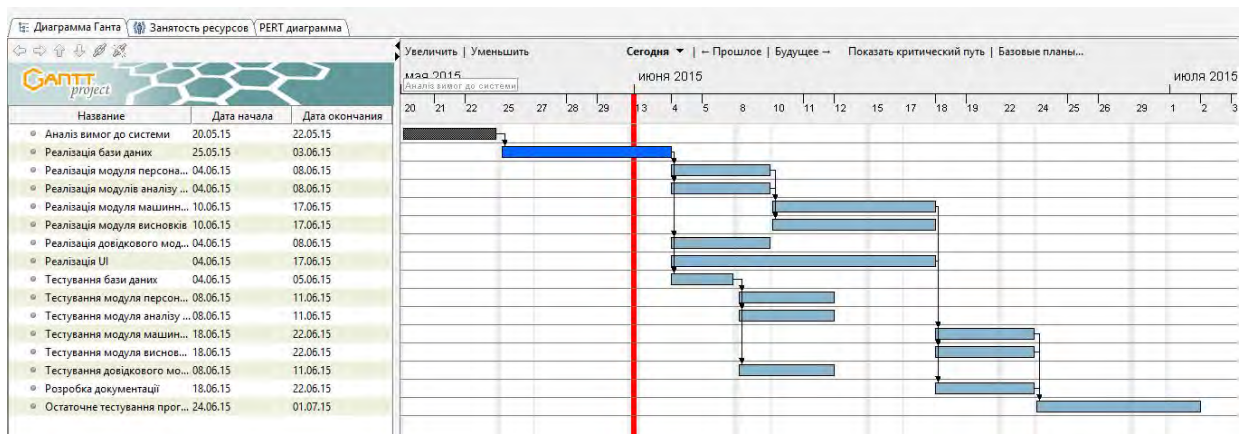 Диаграмма Ганта Занятость ресурсов PERT диаграмма
Увеличить | Уменьшить Сегодня ▼ | ← Прошлое | Будущее → Показать критический путь | Базовые планы...
GANTT project
мая 2015 июня 2015 июля 2015
Аналіз вимог до системи
20 21 22 25 27 28 29 1 3 4 5 8 10 11 12 15 17 18 19 22 24 25 26 29 1 2 3
Название Дата начала Дата окончания
Аналіз вимог до системи 20.05.15 22.05.15
Реалізація бази даних 25.05.15 03.06.15
Реалізація модуля персона... 04.06.15 08.06.15
Реалізація модулів аналізу ... 04.06.15 08.06.15
Реалізація модуля машинн... 10.06.15 17.06.15
Реалізація модуля висновків 10.06.15 17.06.15
Реалізація довідкового мод... 04.06.15 08.06.15
Реалізація UI 04.06.15 17.06.15
Тестування бази даних 04.06.15 05.06.15
Тестування модуля персон... 08.06.15 11.06.15
Тестування модуля аналізу ... 08.06.15 11.06.15
Тестування модуля машин... 18.06.15 22.06.15
Тестування модуля виснов... 18.06.15 22.06.15
Тестування довідкового мо... 08.06.15 11.06.15
Розробка документації 18.06.15 22.06.15
Остаточне тестування прог... 24.06.15 01.07.15